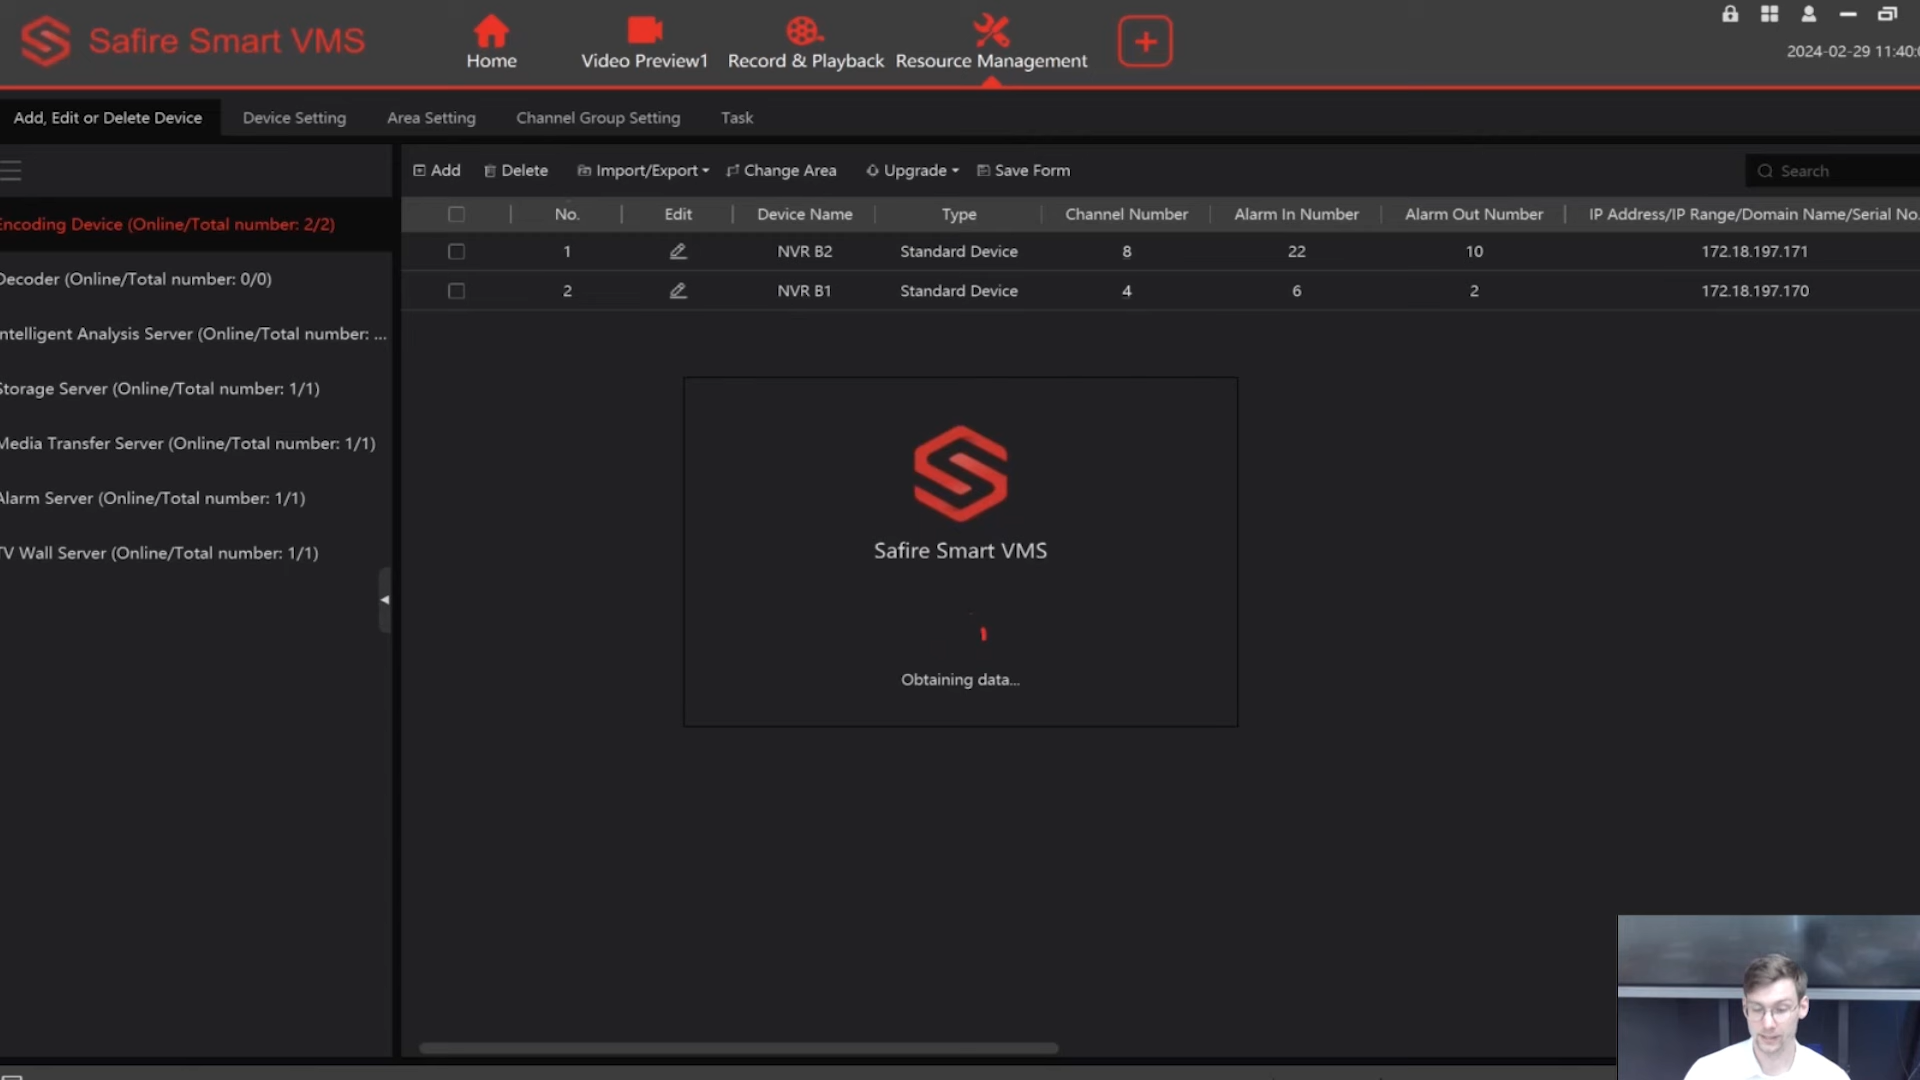 Safire Smart VMS
Home
Video Preview1
Record & Playback
Resource Management
2024-02-29 11:40:
Add, Edit or Delete Device
Device Setting
Area Setting
Channel Group Setting
Task
Add
Delete
Import/Export
Change Area
Upgrade
Save Form
Search
Encoding Device (Online/Total number: 2/2)
Decoder (Online/Total number: 0/0)
ntelligent Analysis Server (Online/Total number: ...
Storage Server (Online/Total number: 1/1)
Media Transfer Server (Online/Total number: 1/1)
Alarm Server (Online/Total number: 1/1)
TV Wall Server (Online/Total number: 1/1)
No. Edit Device Name Type Channel Number Alarm In Number Alarm Out Number IP Address/IP Range/Domain Name/Serial No.
1 NVR B2 Standard Device 8 22 10 172.18.197.171
2 NVR B1 Standard Device 4 6 2 172.18.197.170
Safire Smart VMS
Obtaining data...